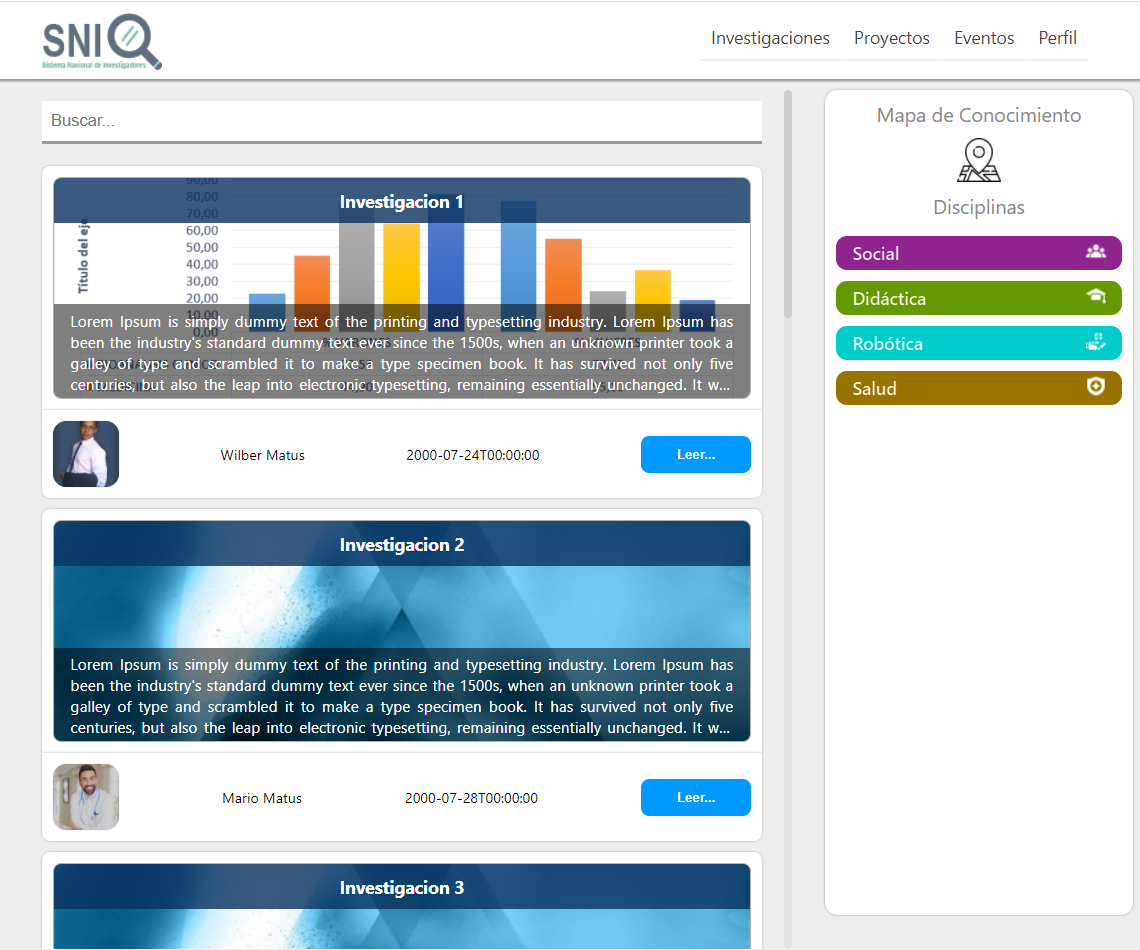 SNI
Sistema Nacional de Investigadores
Investigaciones Proyectos Eventos Perfil
Buscar...
Mapa de Conocimiento
Disciplinas
Social
Didáctica
Robótica
Salud
Investigacion 1
90,00
80,00
70,00
60,00
50,00
40,00
30,00
20,00
10,00
0,00
Título del eje
Lorem Ipsum is simply dummy text of the printing and typesetting industry. Lorem Ipsum has
been the industry's standard dummy text ever since the 1500s, when an unknown printer took a
galley of type and scrambled it to make a type specimen book. It has survived not only five
centuries, but also the leap into electronic typesetting, remaining essentially unchanged. It w...
Wilber Matus 2000-07-24T00:00:00 Leer...
Investigacion 2
Lorem Ipsum is simply dummy text of the printing and typesetting industry. Lorem Ipsum has
been the industry's standard dummy text ever since the 1500s, when an unknown printer took a
galley of type and scrambled it to make a type specimen book. It has survived not only five
centuries, but also the leap into electronic typesetting, remaining essentially unchanged. It w...
Mario Matus 2000-07-28T00:00:00 Leer...
Investigacion 3